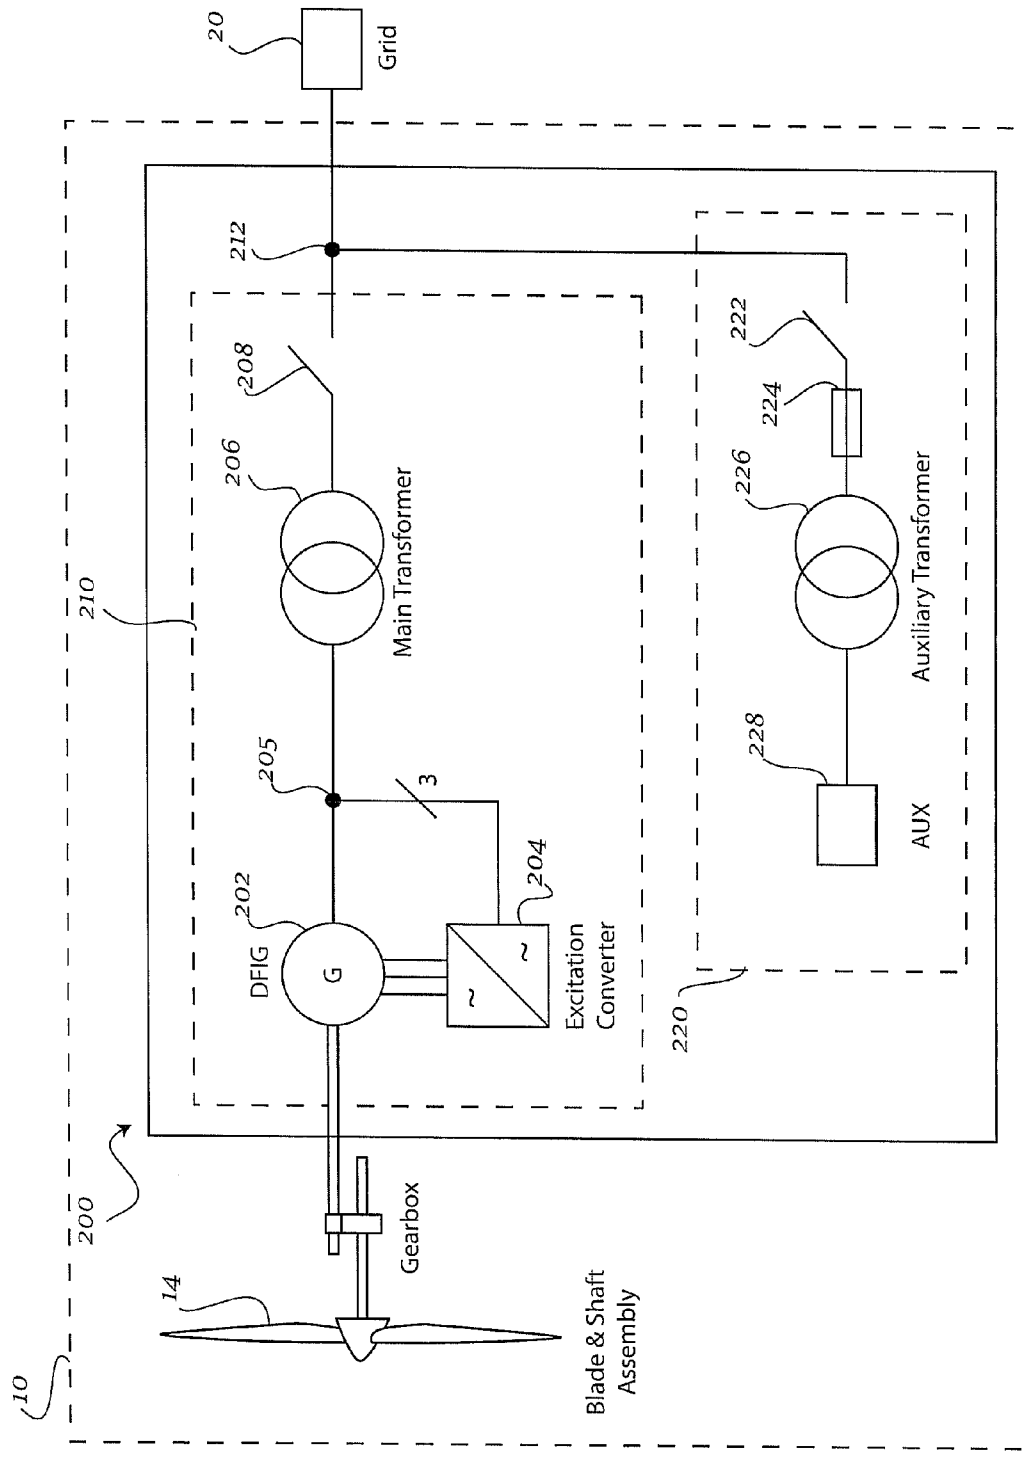 10
200
14
Blade & Shaft
Assembly
Gearbox
210
DFIG
202
G
~
~
204
Excitation
Converter
205
3
206
Main Transformer
208
212
20
Grid
220
228
AUX
226
Auxiliary Transformer
224
222